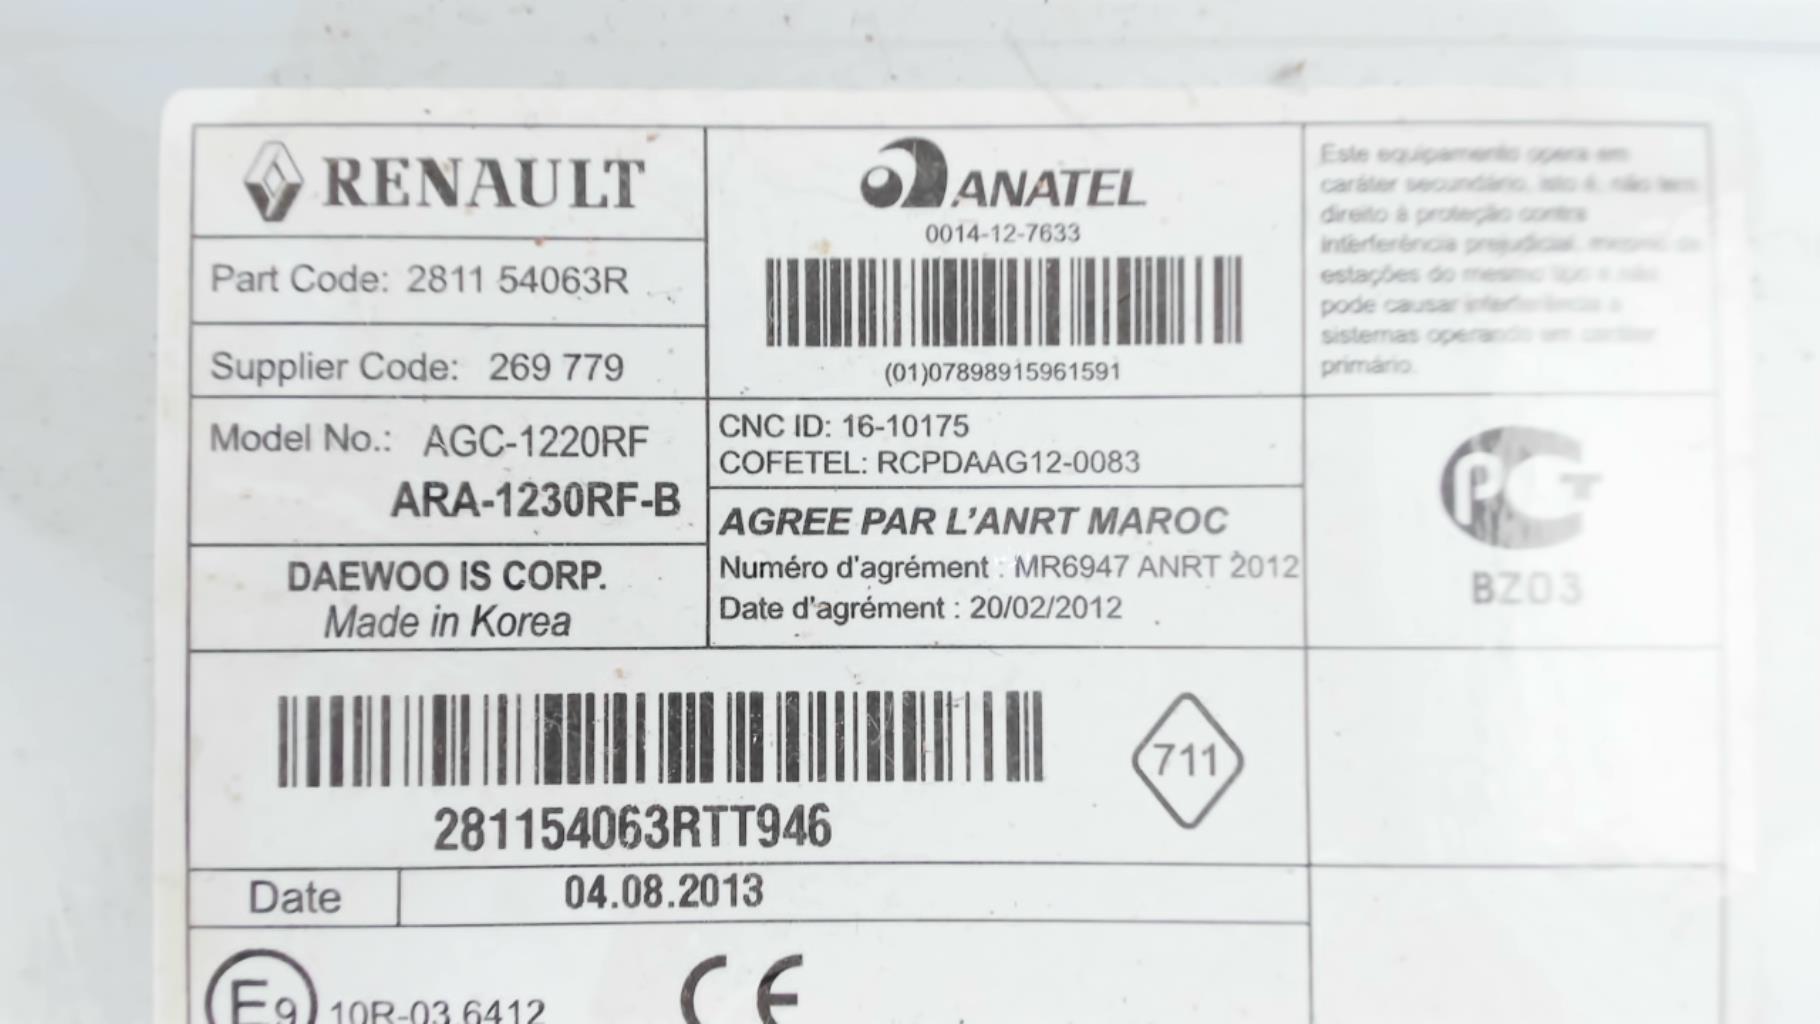 RENAULT
Part Code: 2811 54063R
Supplier Code: 269 779
Model No.: AGC-1220RF
ARA-1230RF-B
DAEWOO IS CORP.
Made in Korea
ANATEL
0014-12-7633
(01)07898915961591
CNC ID: 16-10175
COFETEL: RCPDAAG12-0083
AGREE PAR L'ANRT MAROC
Numéro d'agrément : MR6947 ANRT 2012
Date d'agrément : 20/02/2012
Este equipamento opera em
caráter secundário, isto é, não tem
direito à proteção contra
interferência prejudicial, mesmo de
estações do mesmo tipo e não
pode causar interferência a
sistemas operando em caráter
primário.
PCT
BZ03
281154063RTT946
711
Date 04.08.2013
E9 10R-03 6412 CE